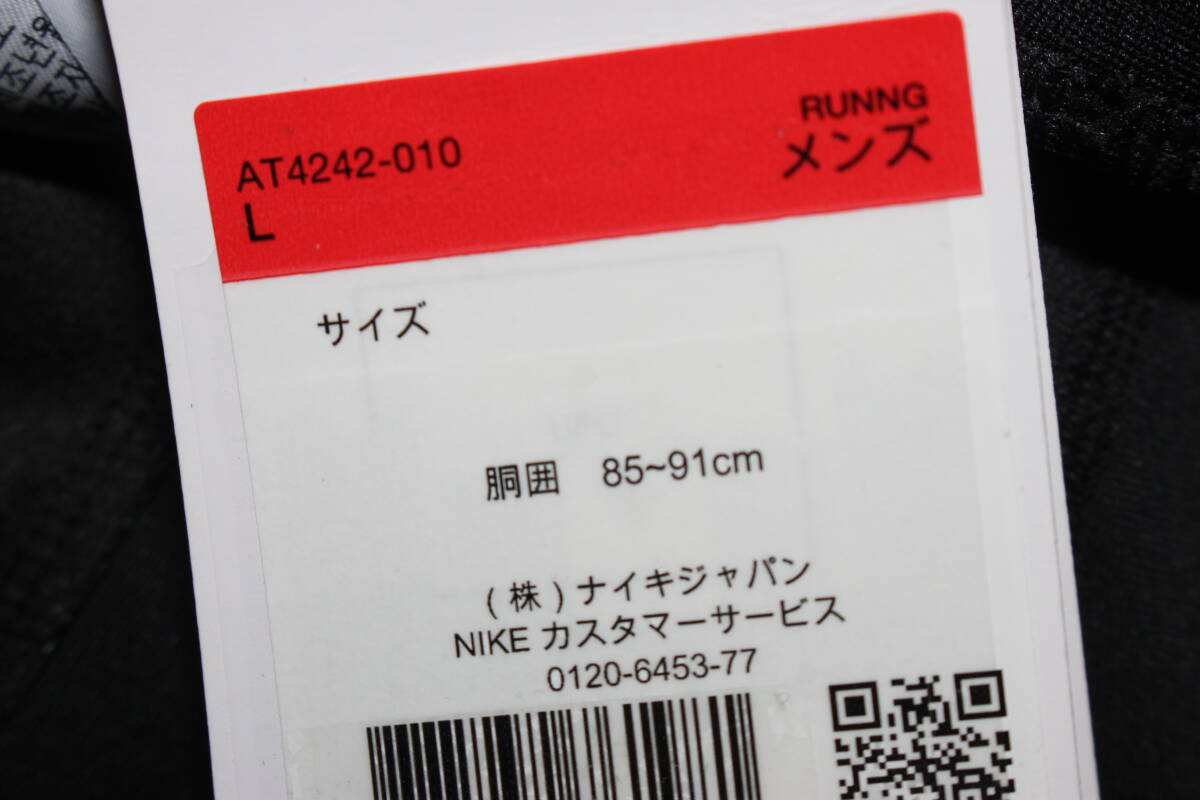 RUNNG
AT4242-010 メンズ
L
サイズ
胴囲 85~91cm
(株)ナイキジャパン
NIKE カスタマーサービス
0120-6453-77